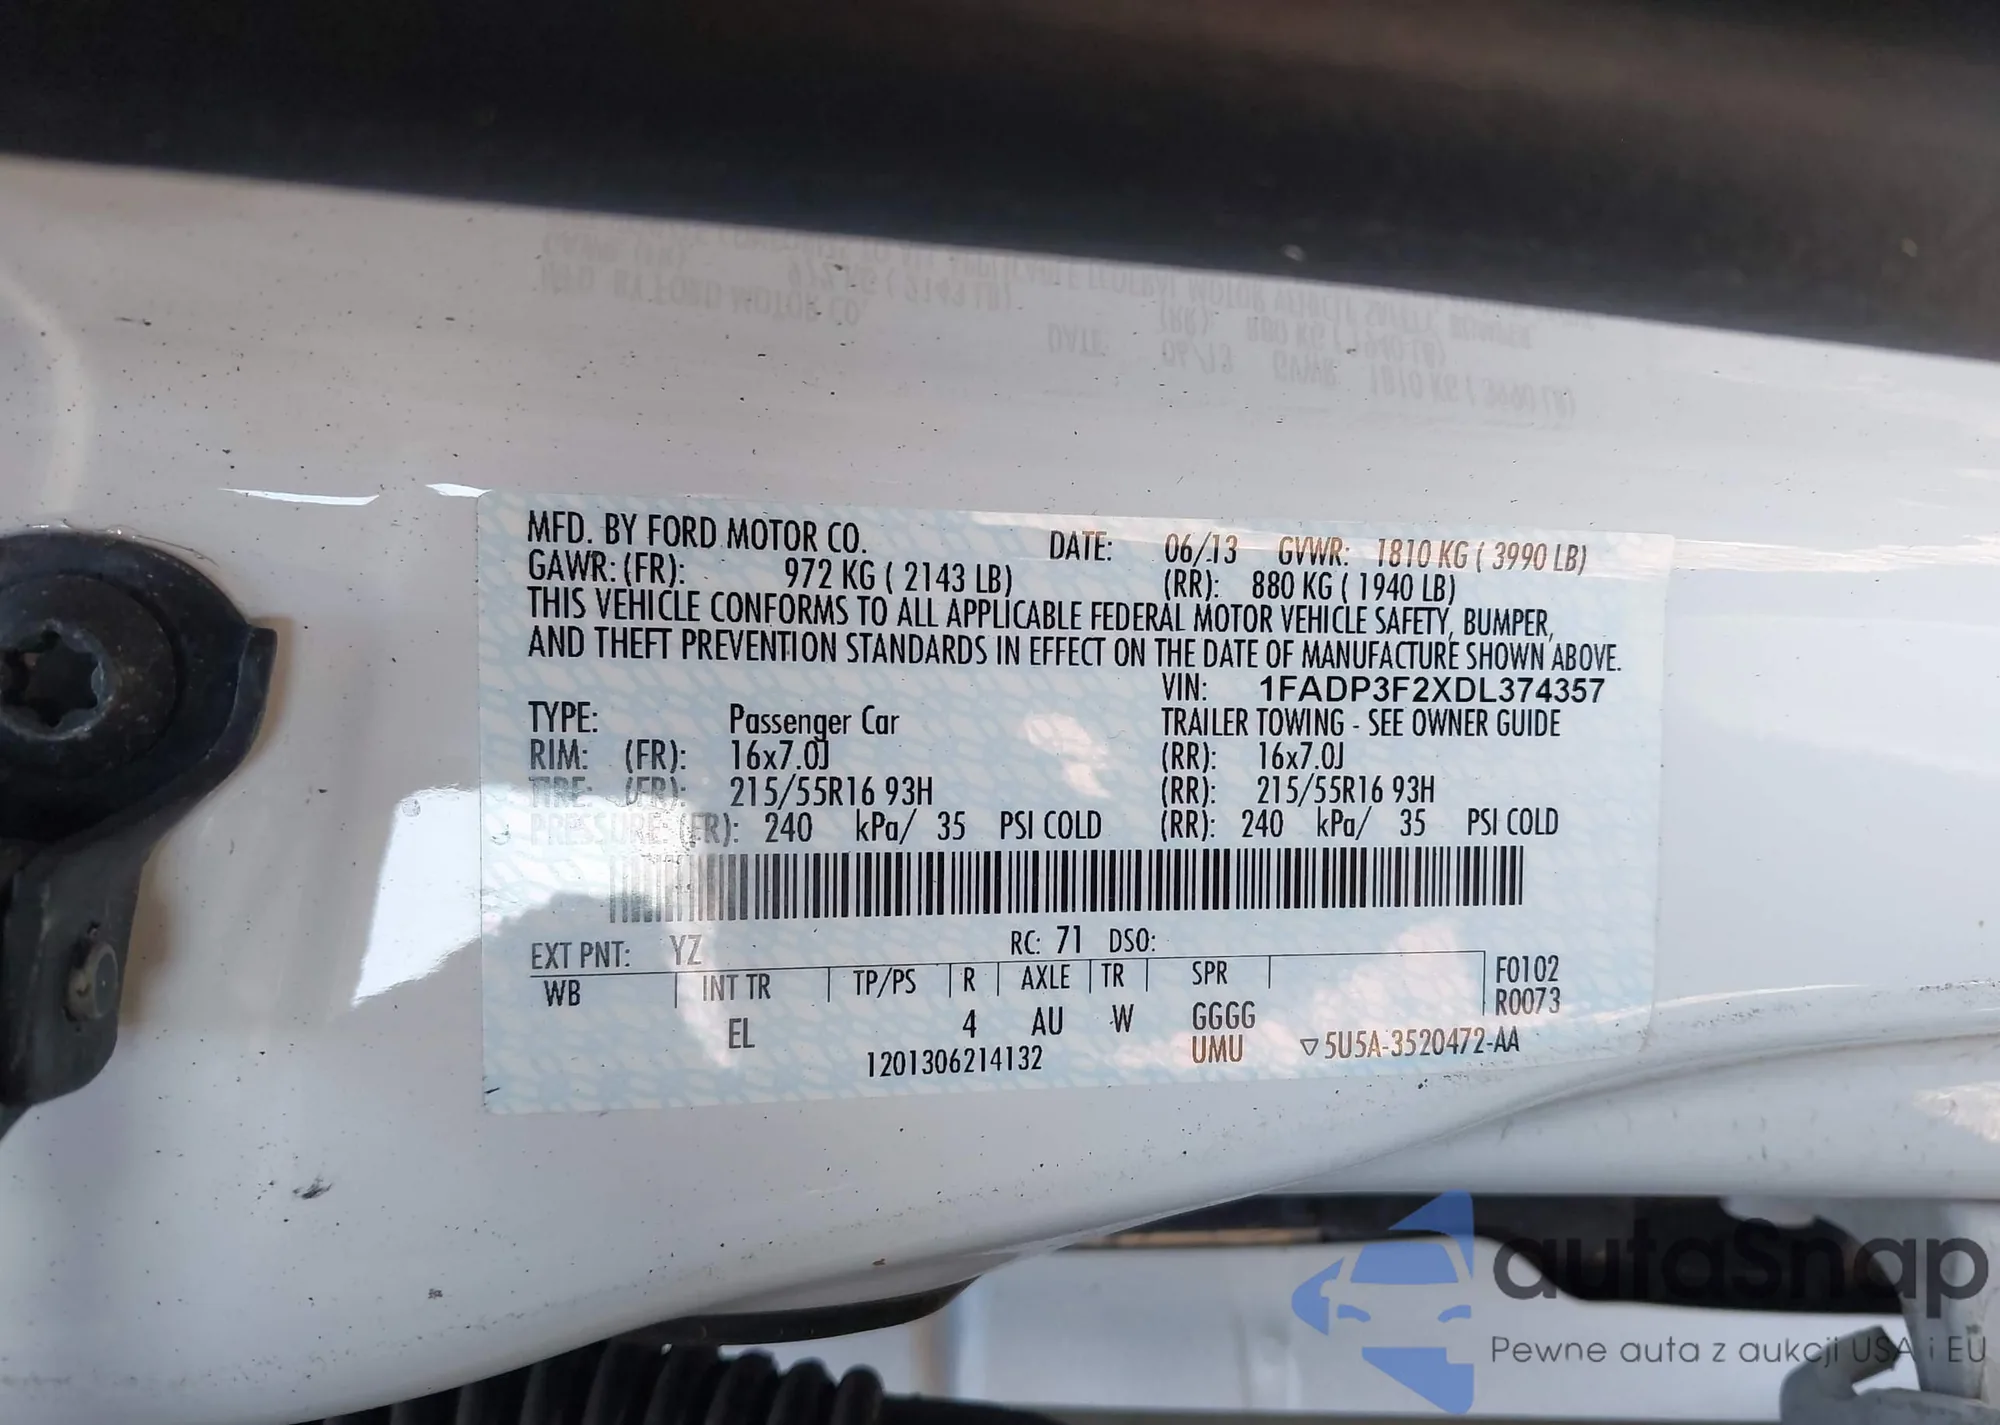 MFD. BY FORD MOTOR CO. DATE: 06/13 GVWR: 1810 KG ( 3990 LB)
GAWR: (FR): 972 KG ( 2143 LB) (RR): 880 KG ( 1940 LB)
THIS VEHICLE CONFORMS TO ALL APPLICABLE FEDERAL MOTOR VEHICLE SAFETY, BUMPER,
AND THEFT PREVENTION STANDARDS IN EFFECT ON THE DATE OF MANUFACTURE SHOWN ABOVE.
VIN: 1FADP3F2XDL374357
TYPE: Passenger Car TRAILER TOWING - SEE OWNER GUIDE
RIM: (FR): 16x7.0J (RR): 16x7.0J
TIRE: (FR): 215/55R16 93H (RR): 215/55R16 93H
PRESSURE: (FR): 240 kPa/ 35 PSI COLD (RR): 240 kPa/ 35 PSI COLD
EXT PNT: YZ RC: 71 DSO:
WB INT TR TP/PS R AXLE TR SPR F0102
R0073
EL 4 AU W GGGG
1201306214132 UMU ▽5U5A-3520472-AA
autoSnap
Pewne auta z aukcji USA i EU